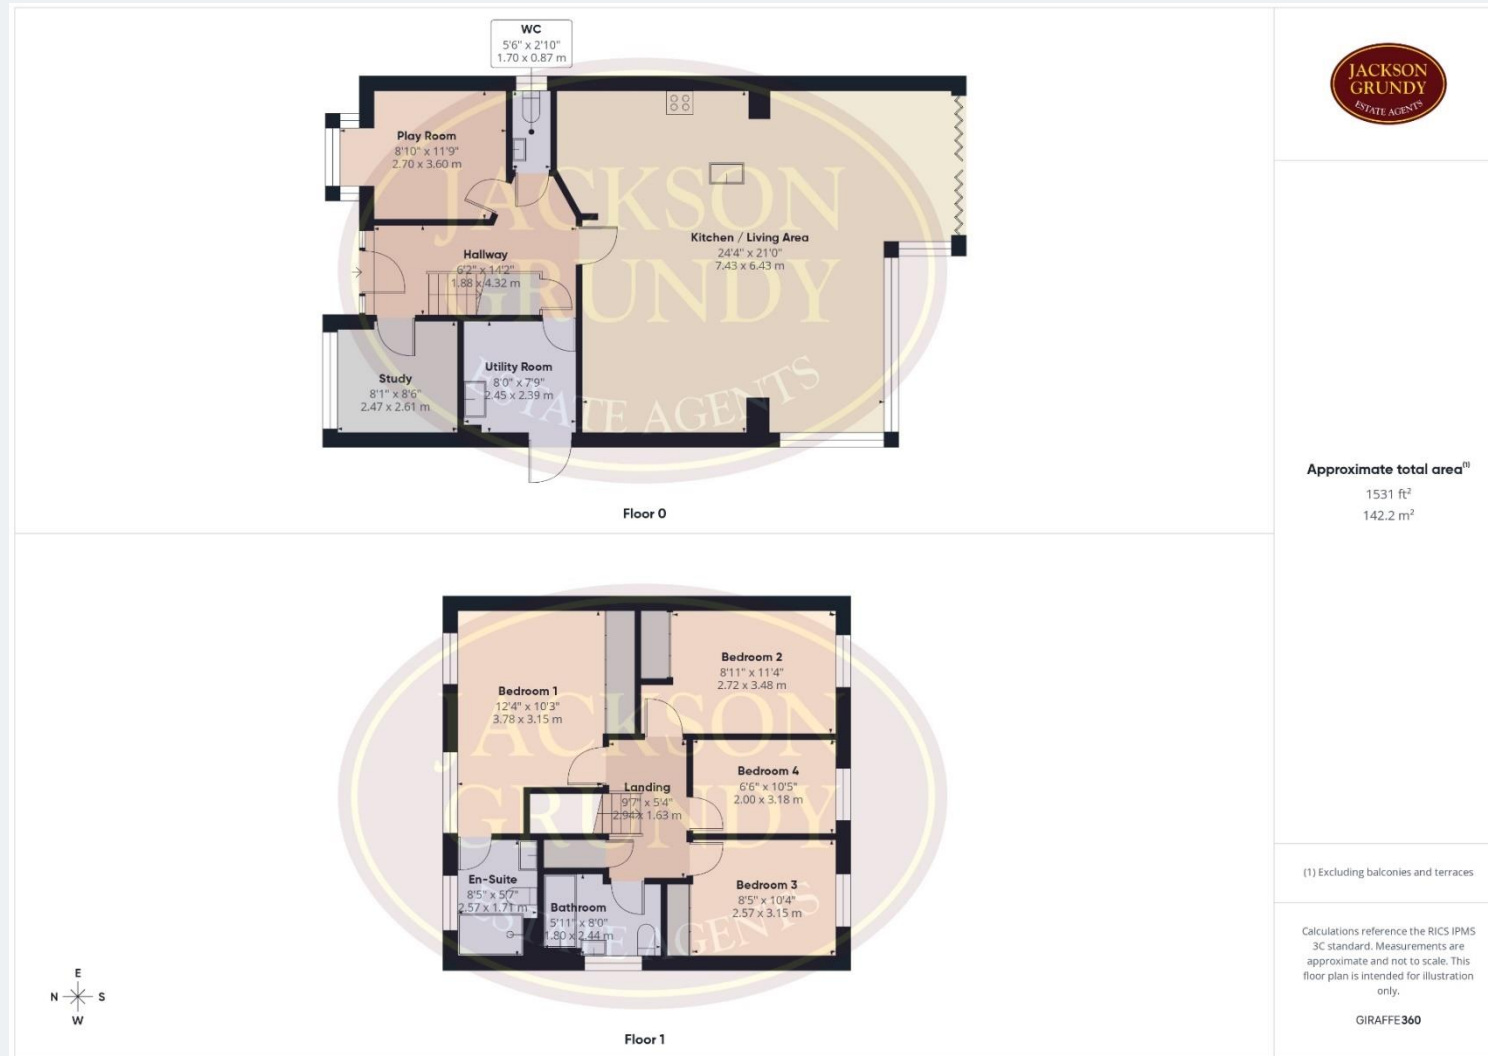 WC
5'6" x 2'10"
1.70 x 0.87 m
Play Room
8'10" x 11'9"
2.70 x 3.60 m
Kitchen / Living Area
24'4" x 21'0"
7.43 x 6.43 m
Hallway
6'2" x 14'2"
1.88 x 4.32 m
Utility Room
8'0" x 7'9"
2.45 x 2.39 m
Study
8'1" x 8'6"
2.47 x 2.61 m
JACKSON
GRUNDY
ESTATE AGENTS
Floor 0
Bedroom 1
12'4" x 10'3"
3.78 x 3.15 m
Bedroom 2
8'11" x 11'4"
2.72 x 3.48 m
Bedroom 4
6'6" x 10'5"
2.00 x 3.18 m
Landing
9'7" x 5'4"
2.94 x 1.63 m
En-Suite
8'5" x 5'7"
2.57 x 1.71 m
Bathroom
5'11" x 8'0"
1.80 x 2.44 m
Bedroom 3
8'5" x 10'4"
2.57 x 3.15 m
JACKSON
GRUNDY
ESTATE AGENTS
E
N S
W
Floor 1
JACKSON
GRUNDY
ESTATE AGENTS
Approximate total area(1)
1531 ft²
142.2 m²
(1) Excluding balconies and terraces
Calculations reference the RICS IPMS
3C standard. Measurements are
approximate and not to scale. This
floor plan is intended for illustration
only.
GIRAFFE360